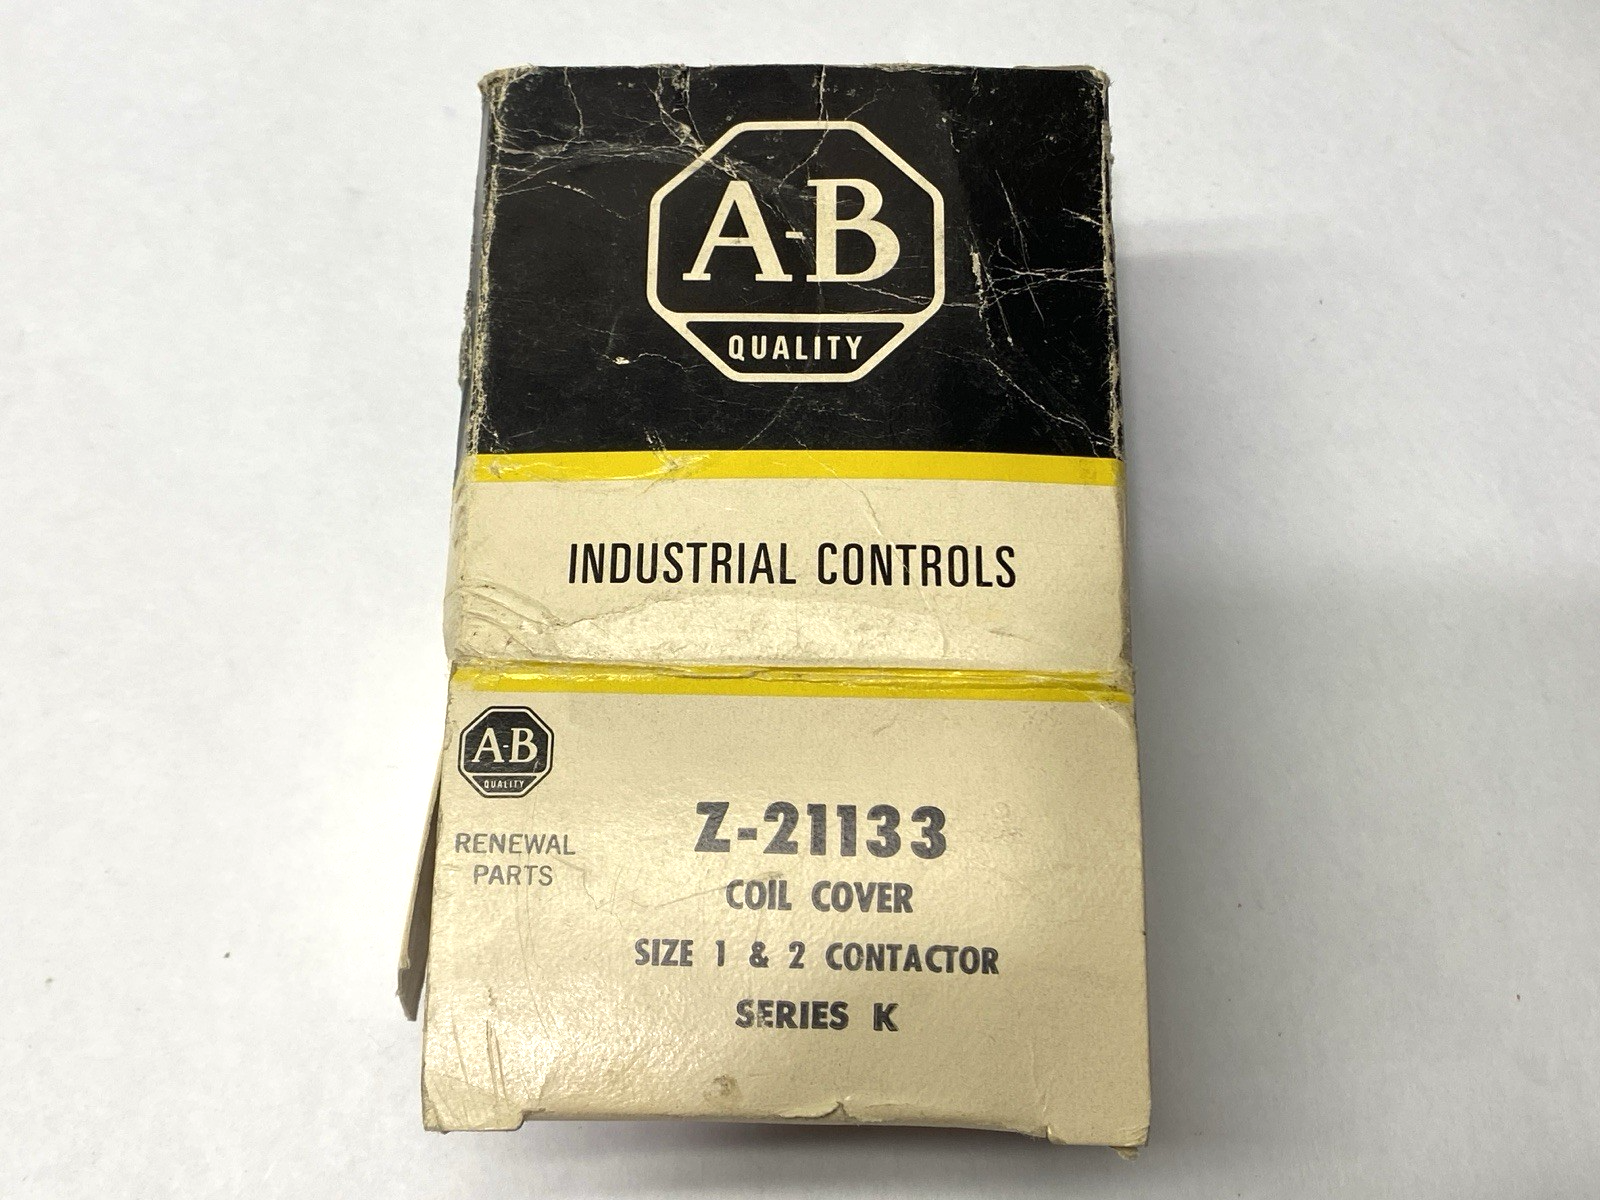 A-B
QUALITY
INDUSTRIAL CONTROLS
A-B
QUALITY
RENEWAL
PARTS
Z-21133
COIL COVER
SIZE 1 & 2 CONTACTOR
SERIES K